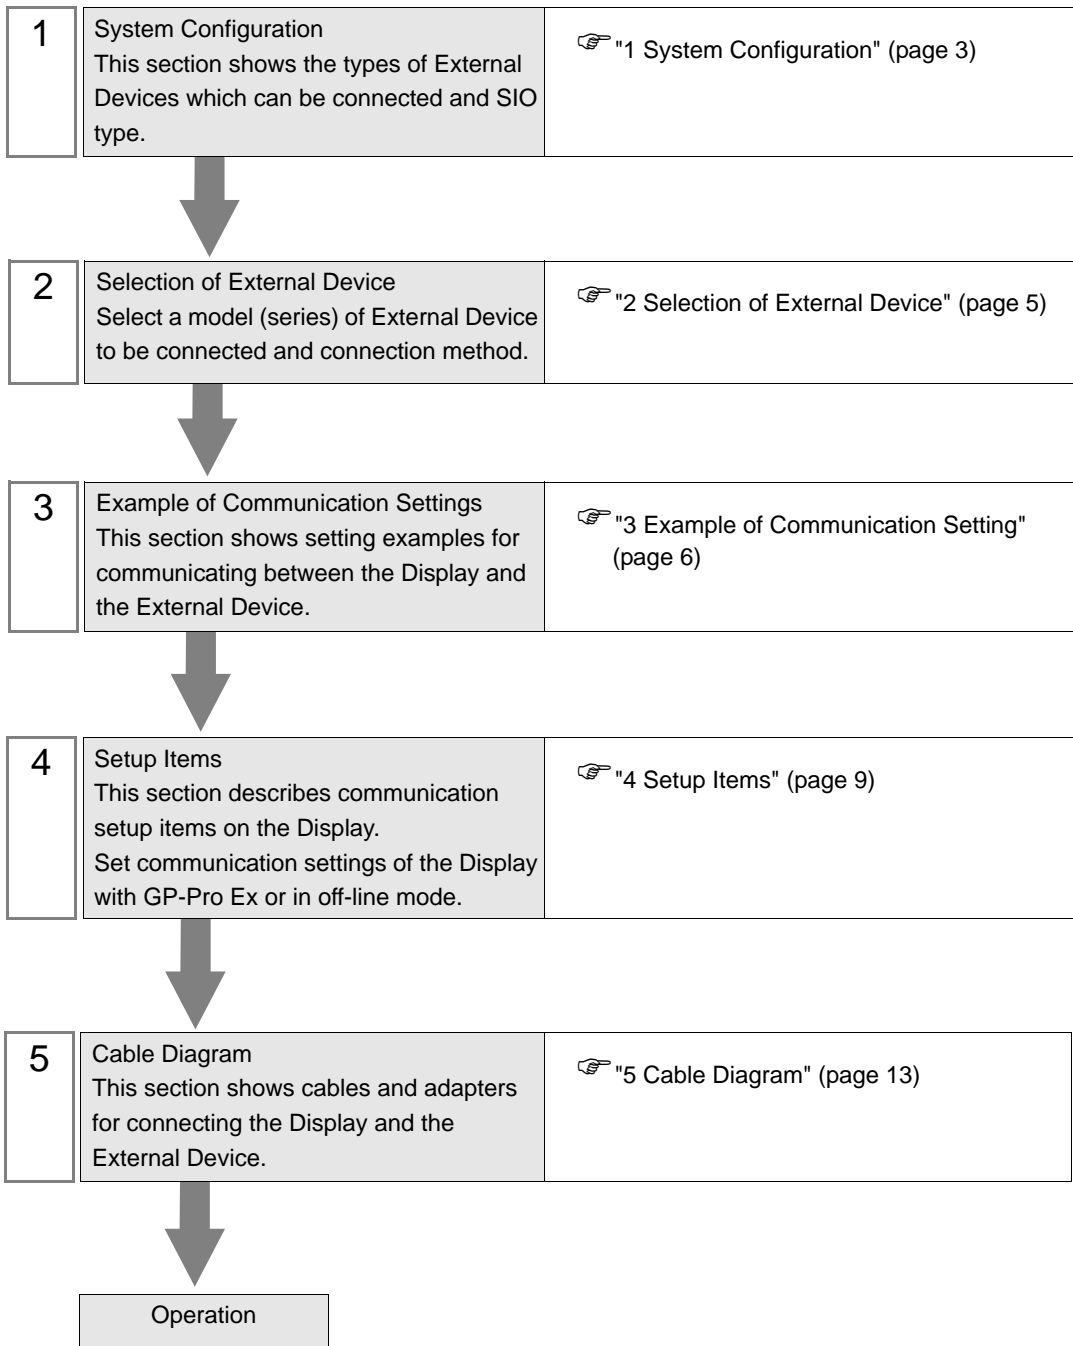 1
System Configuration
This section shows the types of External
Devices which can be connected and SIO
type.
"1 System Configuration" (page 3)
2
Selection of External Device
Select a model (series) of External Device
to be connected and connection method.
"2 Selection of External Device" (page 5)
3
Example of Communication Settings
This section shows setting examples for
communicating between the Display and
the External Device.
"3 Example of Communication Setting"
(page 6)
4
Setup Items
This section describes communication
setup items on the Display.
Set communication settings of the Display
with GP-Pro Ex or in off-line mode.
"4 Setup Items" (page 9)
5
Cable Diagram
This section shows cables and adapters
for connecting the Display and the
External Device.
"5 Cable Diagram" (page 13)
Operation